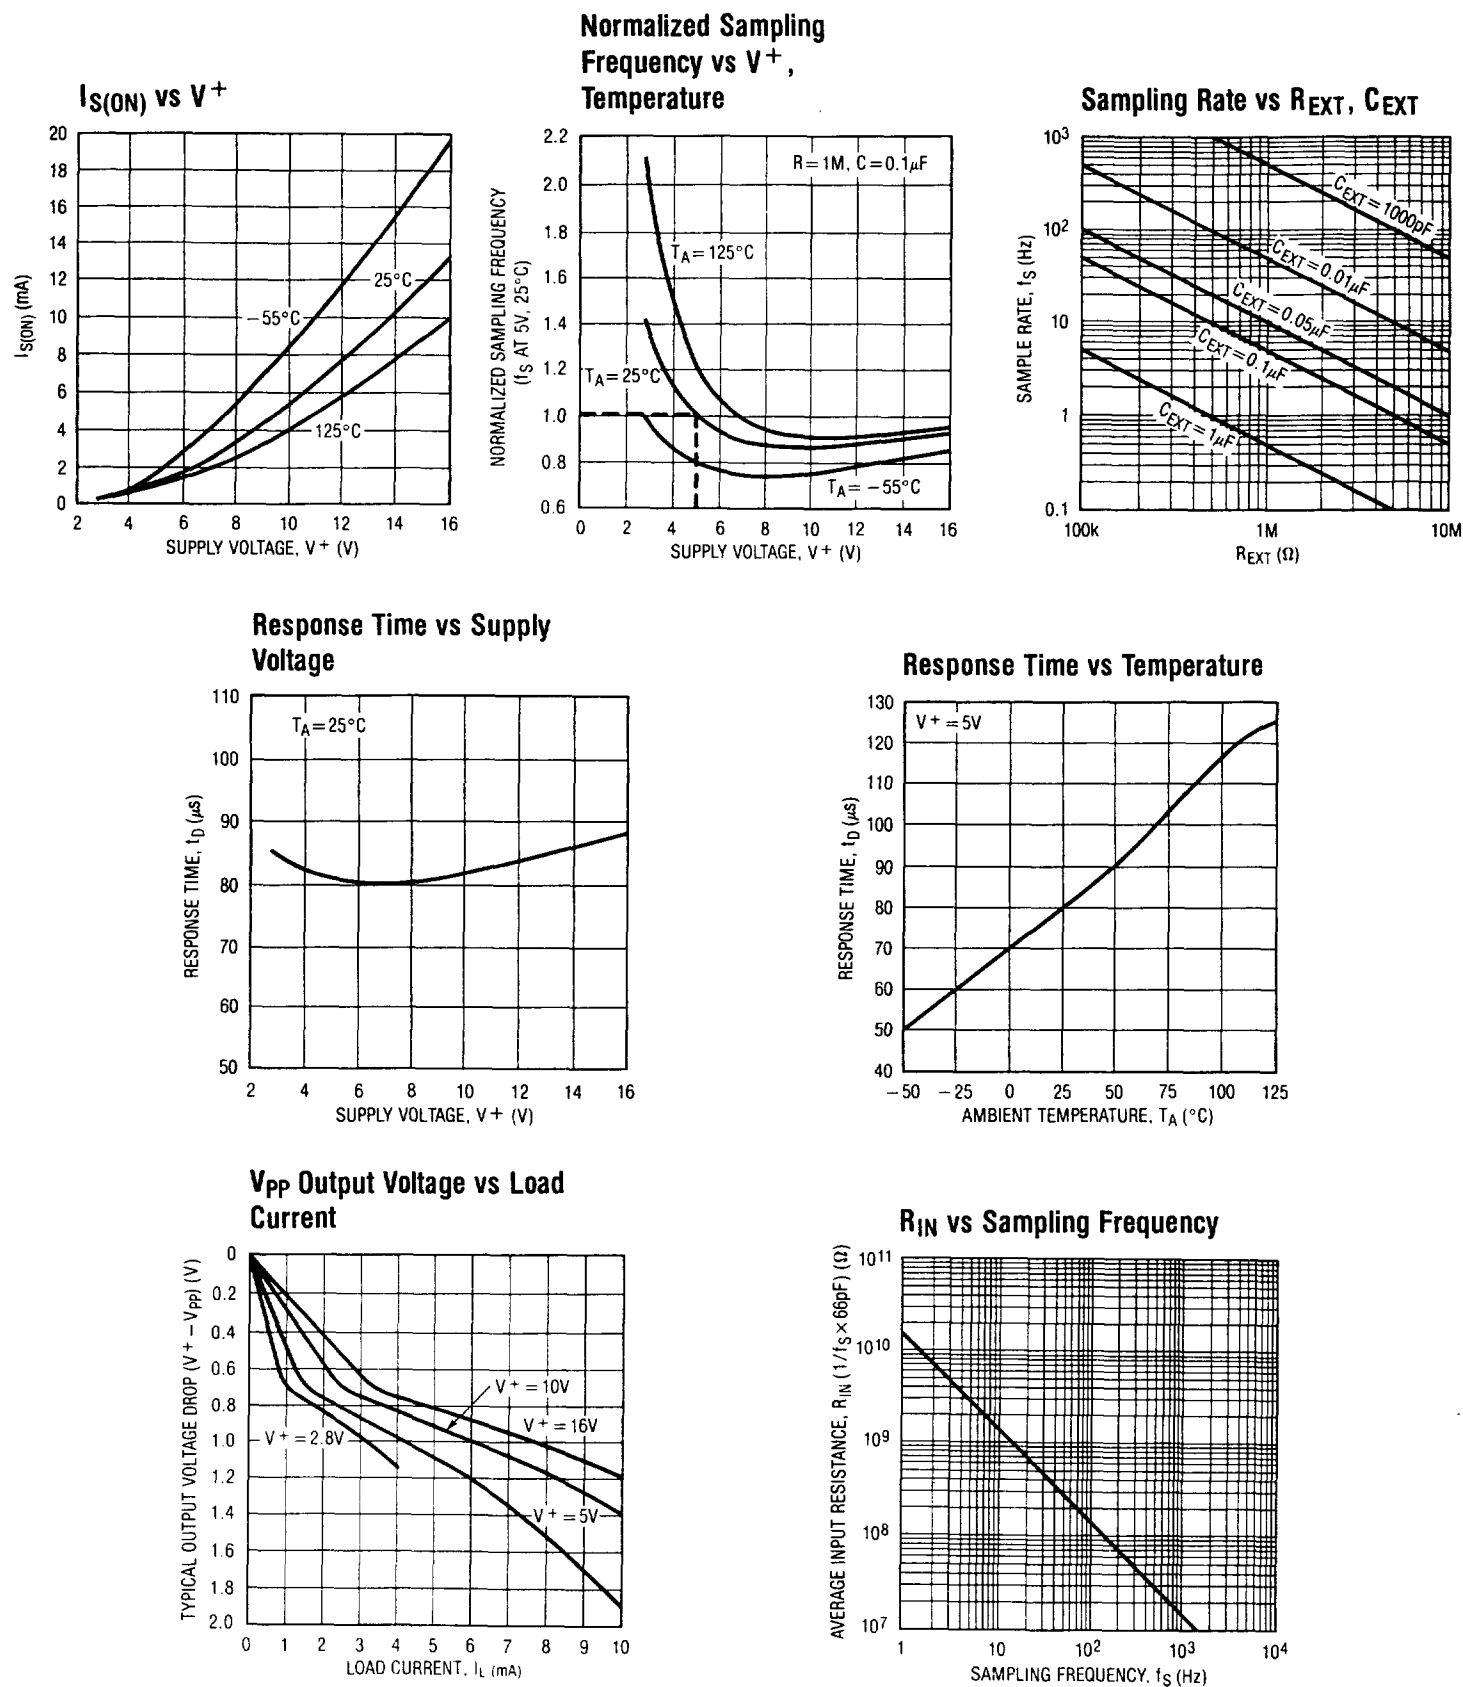 I_S(ON) vs V+
20
18
16
14
12
10
8
6
4
2
0
I_S(ON) (mA)
25°C
−55°C
125°C
2 4 6 8 10 12 14 16
SUPPLY VOLTAGE, V+ (V)
Normalized Sampling
Frequency vs V+,
Temperature
2.2
2.0
1.8
1.6
1.4
1.2
1.0
0.8
0.6
NORMALIZED SAMPLING FREQUENCY
(fS AT 5V, 25°C)
R=1M, C=0.1µF
TA=125°C
TA=25°C
TA=−55°C
0 2 4 6 8 10 12 14 16
SUPPLY VOLTAGE, V+ (V)
Sampling Rate vs REXT, CEXT
10³
10²
10
1
0.1
SAMPLE RATE, fS (Hz)
CEXT=1000pF
CEXT=0.01µF
CEXT=0.05µF
CEXT=0.1µF
CEXT=1µF
100k 1M 10M
REXT (Ω)
Response Time vs Supply
Voltage
110
100
90
80
70
60
50
RESPONSE TIME, tD (µs)
TA=25°C
2 4 6 8 10 12 14 16
SUPPLY VOLTAGE, V+ (V)
Response Time vs Temperature
130
120
110
100
90
80
70
60
50
40
RESPONSE TIME, tD (µs)
V+=5V
−50 −25 0 25 50 75 100 125
AMBIENT TEMPERATURE, TA (°C)
VPP Output Voltage vs Load
Current
0
0.2
0.4
0.6
0.8
1.0
1.2
1.4
1.6
1.8
2.0
TYPICAL OUTPUT VOLTAGE DROP (V+ − VPP) (V)
V+=10V
V+=16V
V+=2.8V
V+=5V
0 1 2 3 4 5 6 7 8 9 10
LOAD CURRENT, IL (mA)
RIN vs Sampling Frequency
10¹¹
10¹⁰
10⁹
10⁸
10⁷
AVERAGE INPUT RESISTANCE, RIN (1/fS×66pF) (Ω)
1 10 10² 10³ 10⁴
SAMPLING FREQUENCY, fS (Hz)